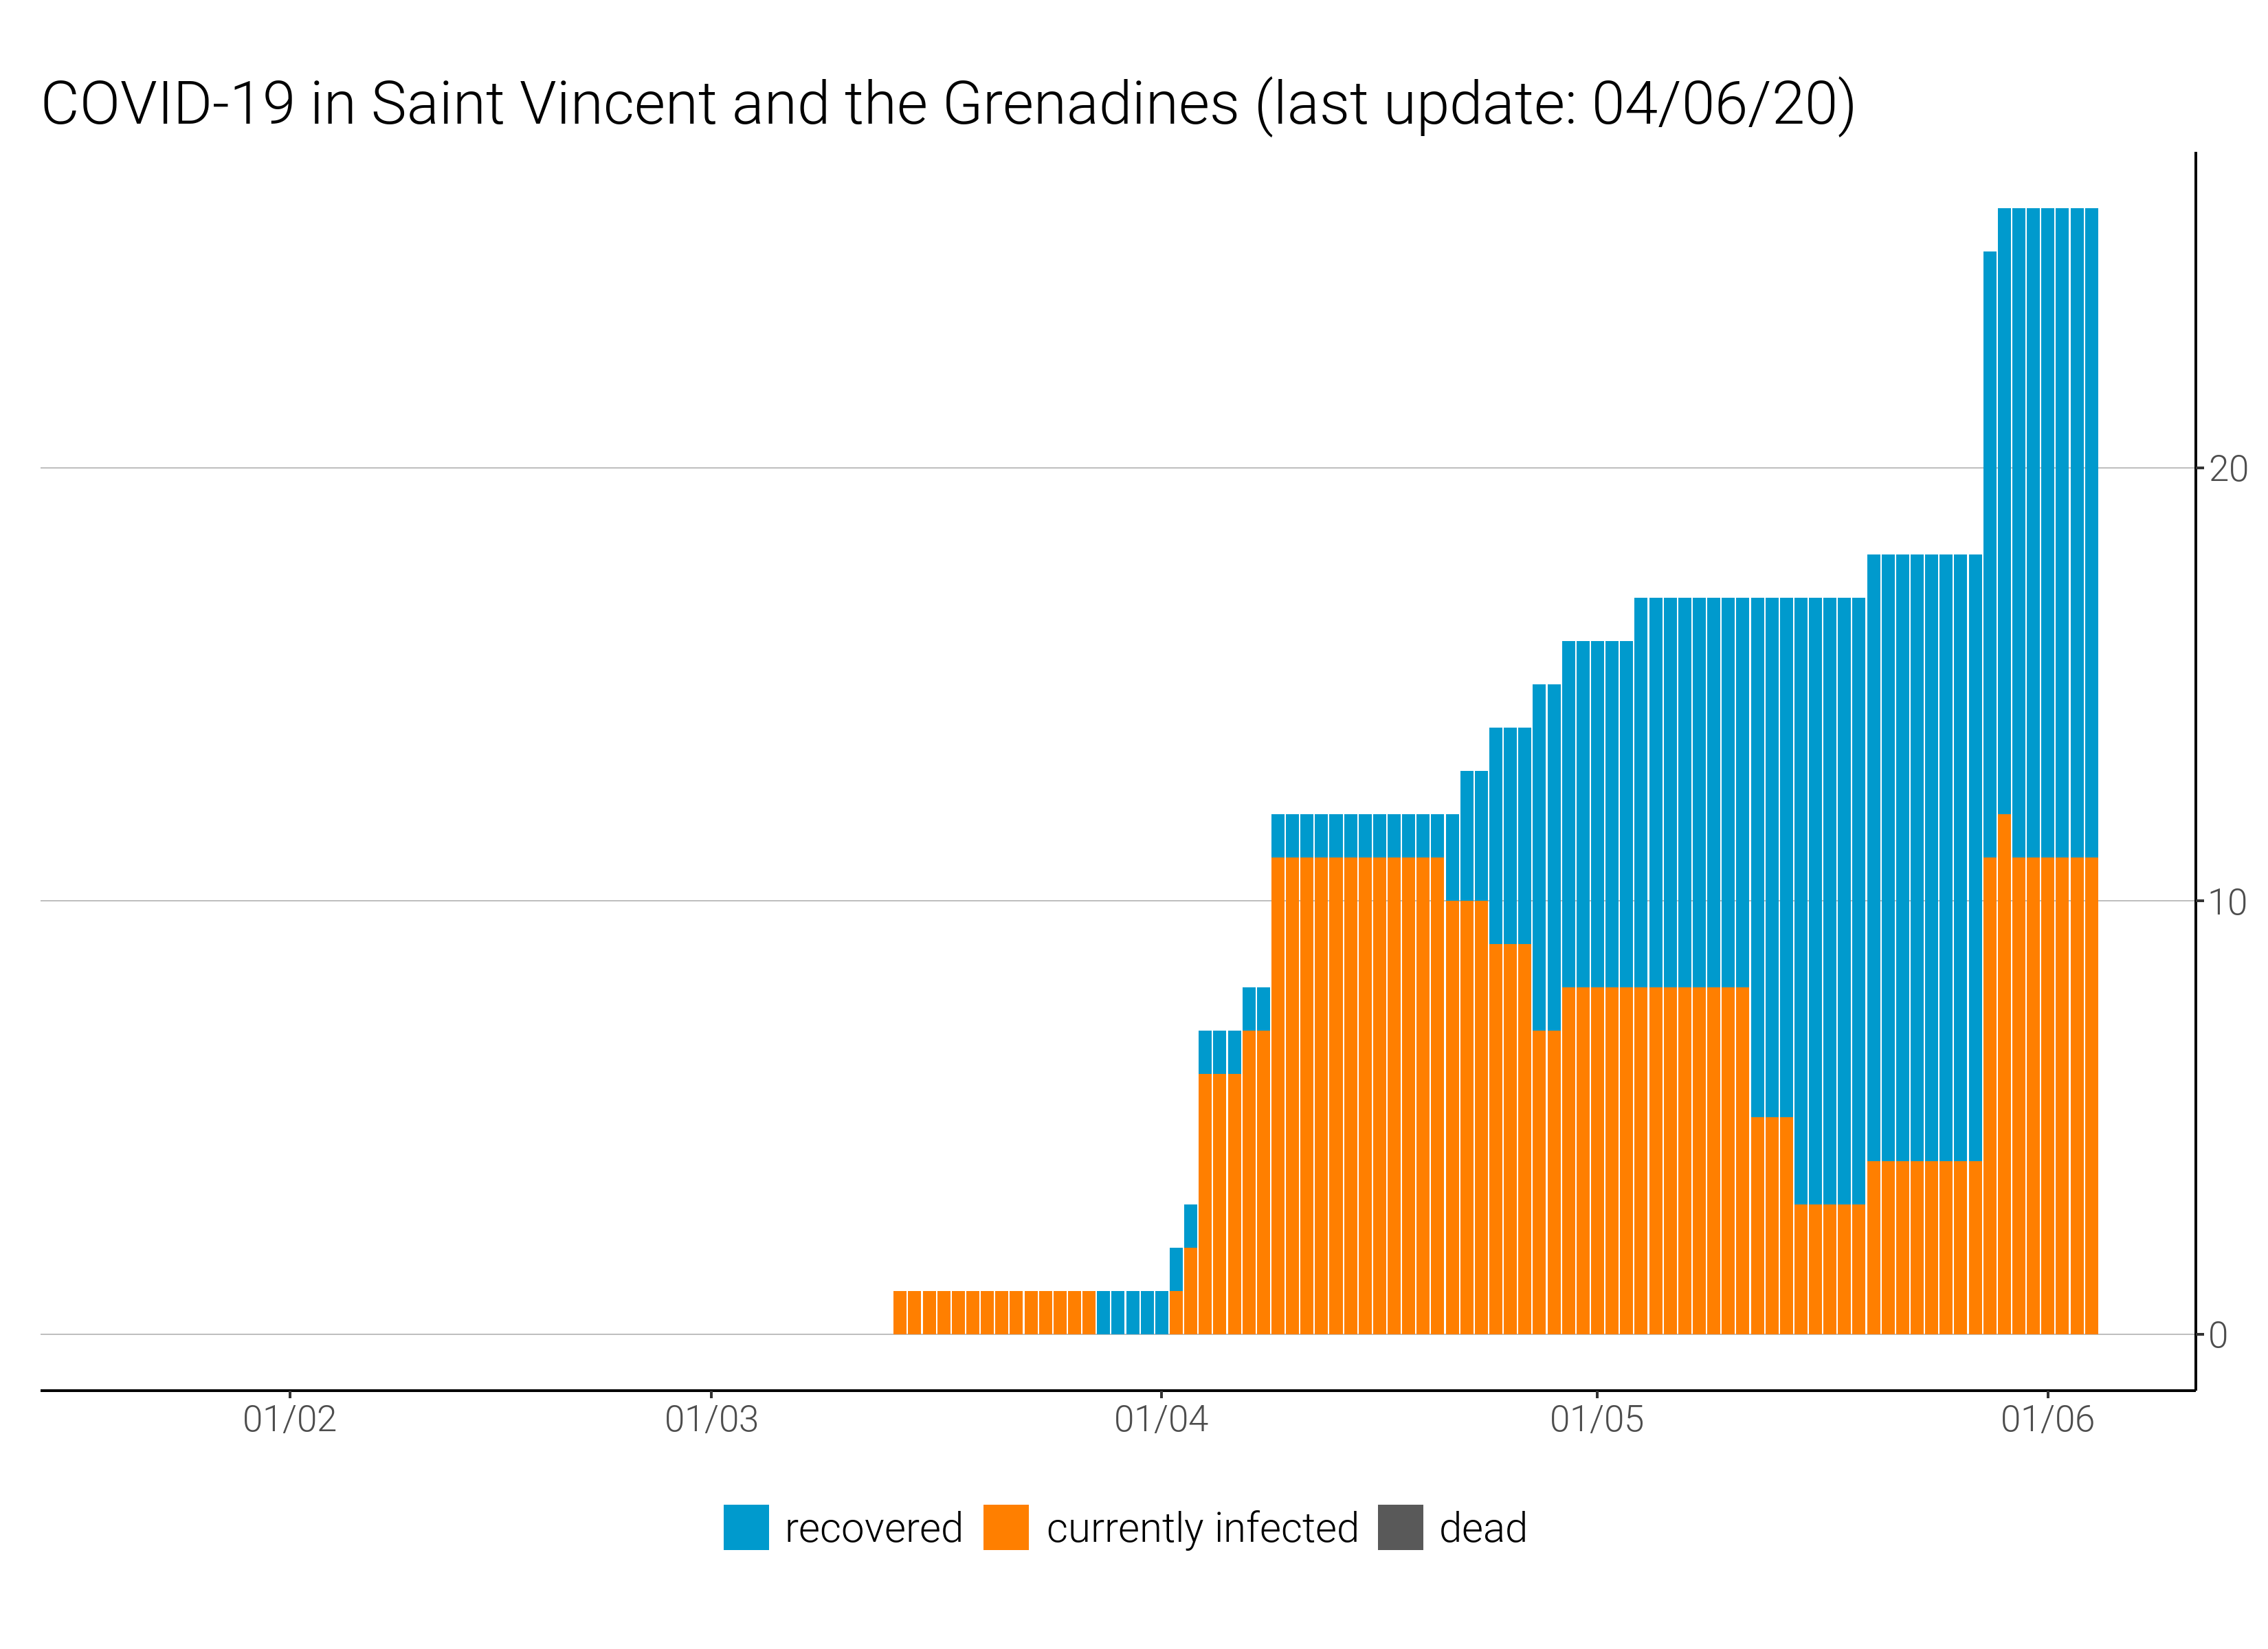 COVID-19 in Saint Vincent and the Grenadines (last update: 04/06/20)
20
10
0
01/02 01/03 01/04 01/05 01/06
recovered currently infected dead